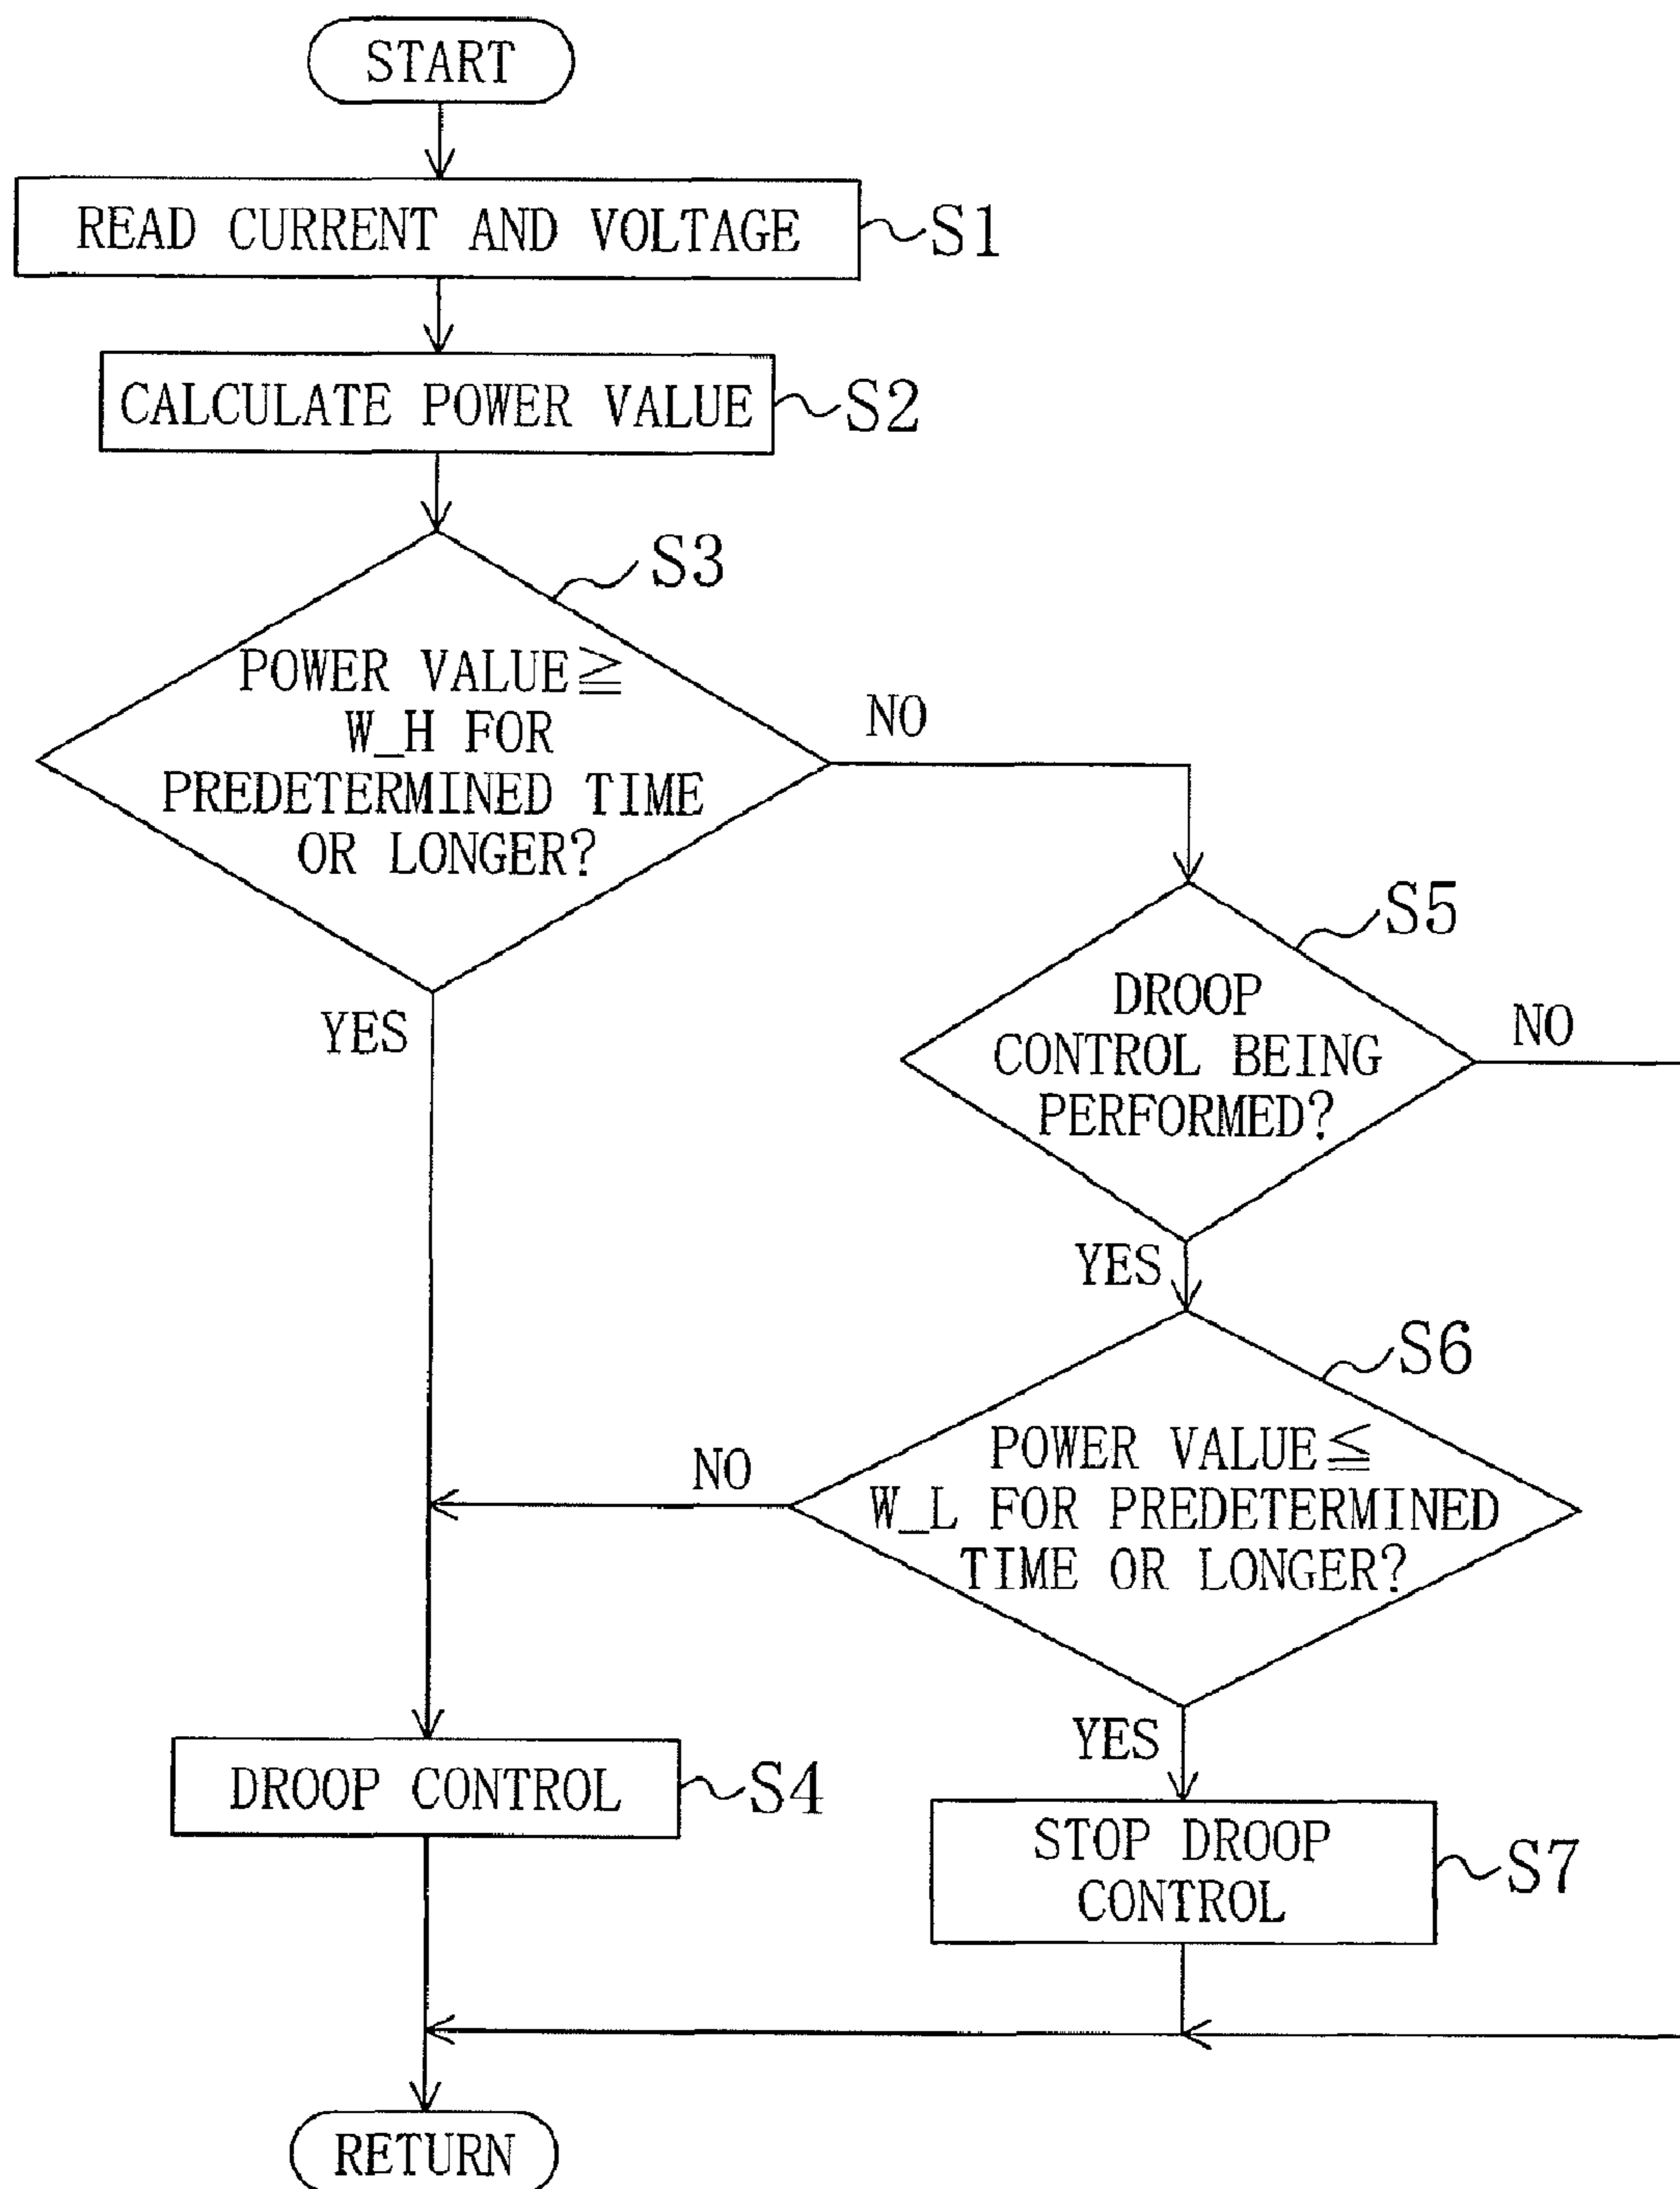 START
READ CURRENT AND VOLTAGE
S1
CALCULATE POWER VALUE
S2
S3
POWER VALUE≧
W_H FOR
PREDETERMINED TIME
OR LONGER?
NO
YES
S5
DROOP
CONTROL BEING
PERFORMED?
NO
YES
S6
POWER VALUE≦
W_L FOR PREDETERMINED
TIME OR LONGER?
NO
YES
DROOP CONTROL
S4
STOP DROOP
CONTROL
S7
RETURN